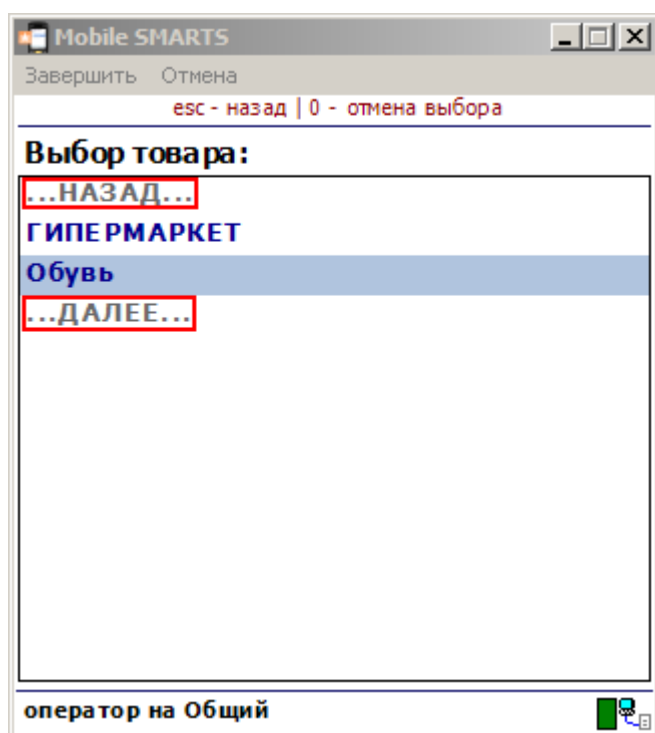 Mobile SMARTS
Завершить Отмена
esc - назад | 0 - отмена выбора
Выбор товара:
...НАЗАД...
ГИПЕРМАРКЕТ
Обувь
...ДАЛЕЕ...
оператор на Общий